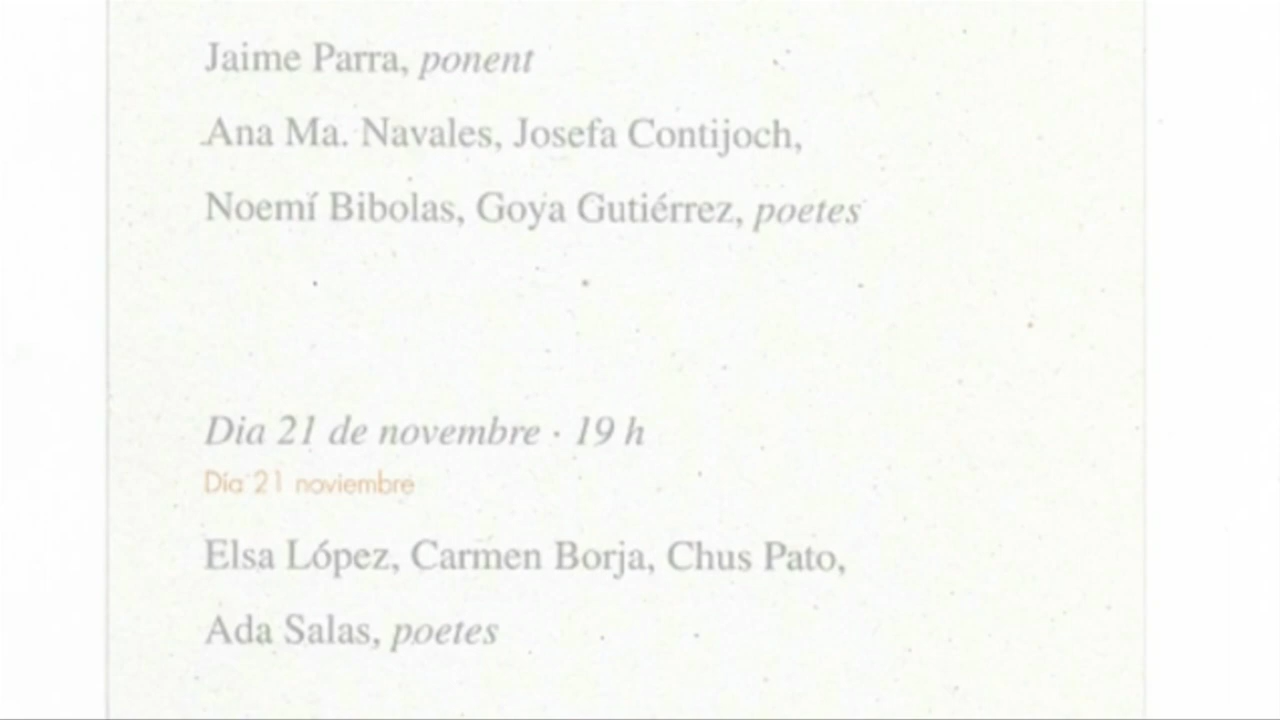 Jaime Parra, ponent
Ana Ma. Navales, Josefa Contijoch,
Noemí Bibolas, Goya Gutiérrez, poetes
Dia 21 de novembre · 19 h
Día 21 noviembre
Elsa López, Carmen Borja, Chus Pato,
Ada Salas, poetes